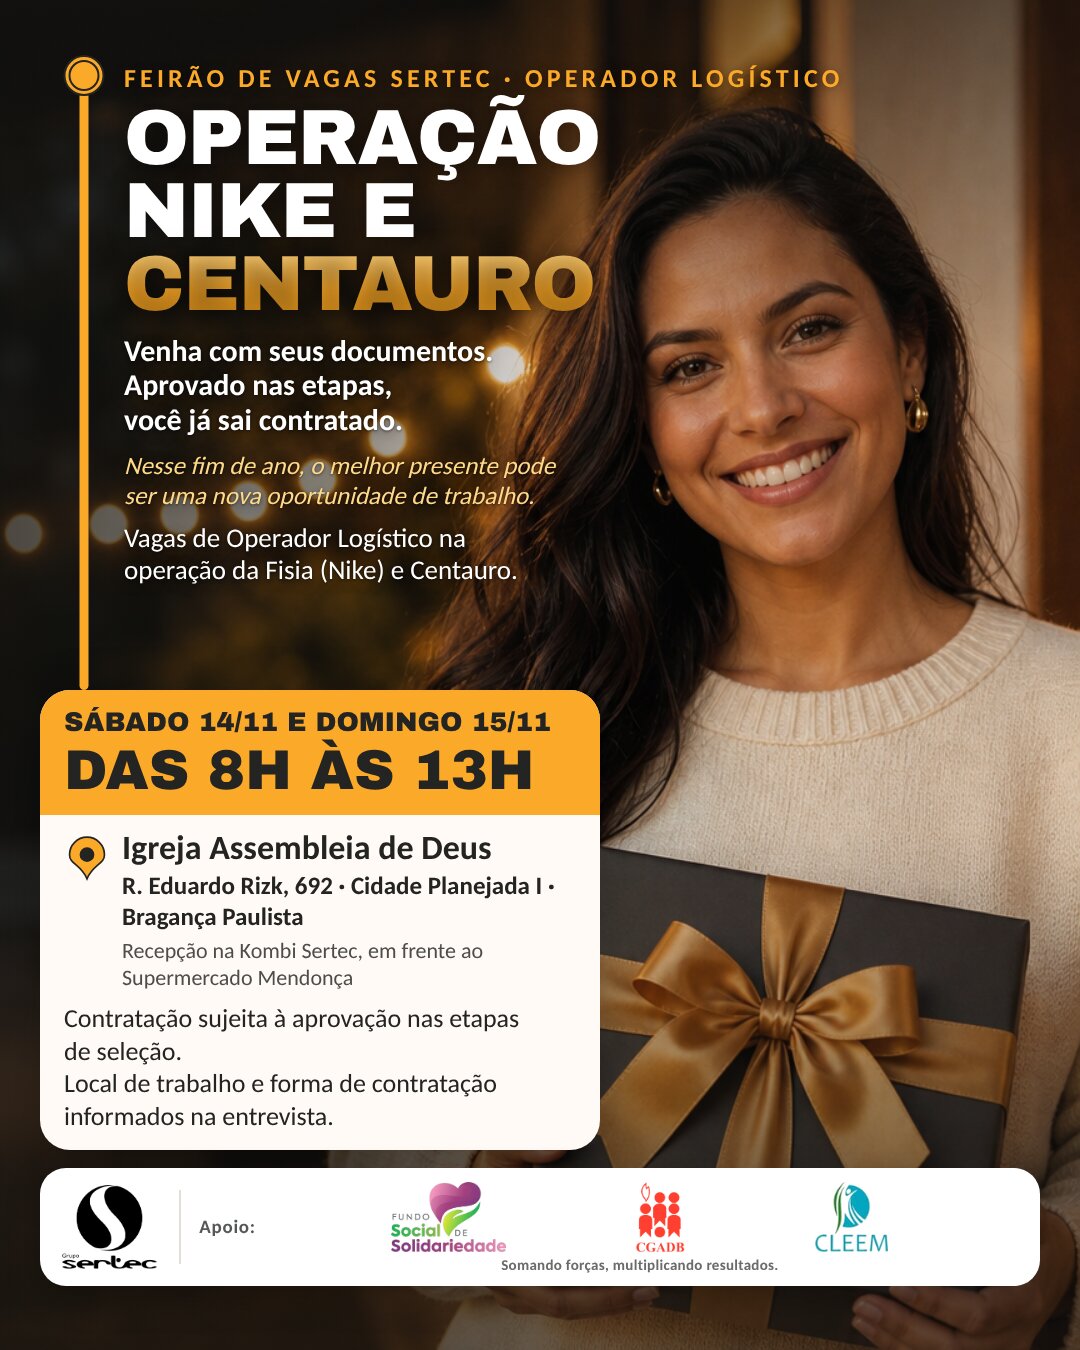 FEIRÃO DE VAGAS SERTEC · OPERADOR LOGÍSTICO
OPERAÇÃO
NIKE E
CENTAURO
Venha com seus documentos.
Aprovado nas etapas,
você já sai contratado.
Nesse fim de ano, o melhor presente pode
ser uma nova oportunidade de trabalho.
Vagas de Operador Logístico na
operação da Fisia (Nike) e Centauro.
SÁBADO 14/11 E DOMINGO 15/11
DAS 8H ÀS 13H
Igreja Assembleia de Deus
R. Eduardo Rizk, 692 · Cidade Planejada I ·
Bragança Paulista
Recepção na Kombi Sertec, em frente ao
Supermercado Mendonça
Contratação sujeita à aprovação nas etapas
de seleção.
Local de trabalho e forma de contratação
informados na entrevista.
Grupo
sertec
Apoio:
FUNDO
Social DE
Solidariedade
CGADB
CLEEM
Somando forças, multiplicando resultados.